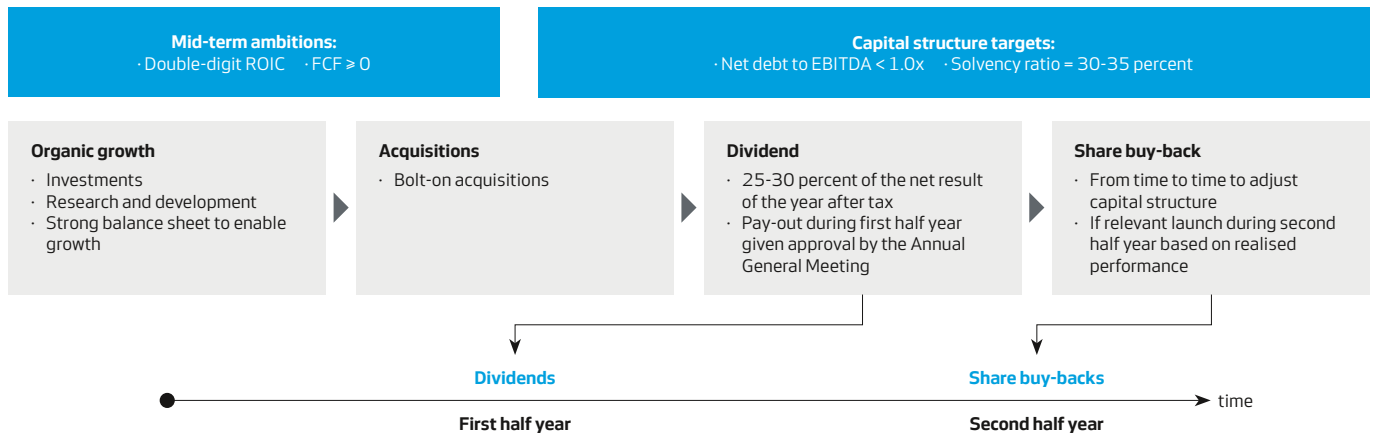 Mid-term ambitions:
· Double-digit ROIC · FCF ≥ 0
Capital structure targets:
· Net debt to EBITDA < 1.0x · Solvency ratio = 30-35 percent
Organic growth
· Investments
· Research and development
· Strong balance sheet to enable
growth
Acquisitions
· Bolt-on acquisitions
Dividend
· 25-30 percent of the net result
of the year after tax
· Pay-out during first half year
given approval by the Annual
General Meeting
Share buy-back
· From time to time to adjust
capital structure
· If relevant launch during second
half year based on realised
performance
Dividends
Share buy-backs
time
First half year
Second half year